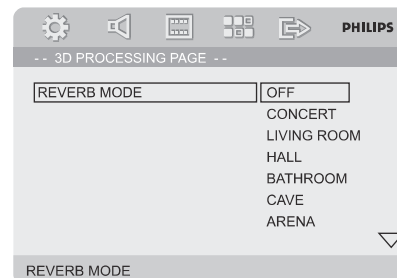 PHILIPS
-- 3D PROCESSING PAGE --
REVERB MODE
OFF
CONCERT
LIVING ROOM
HALL
BATHROOM
CAVE
ARENA
REVERB MODE